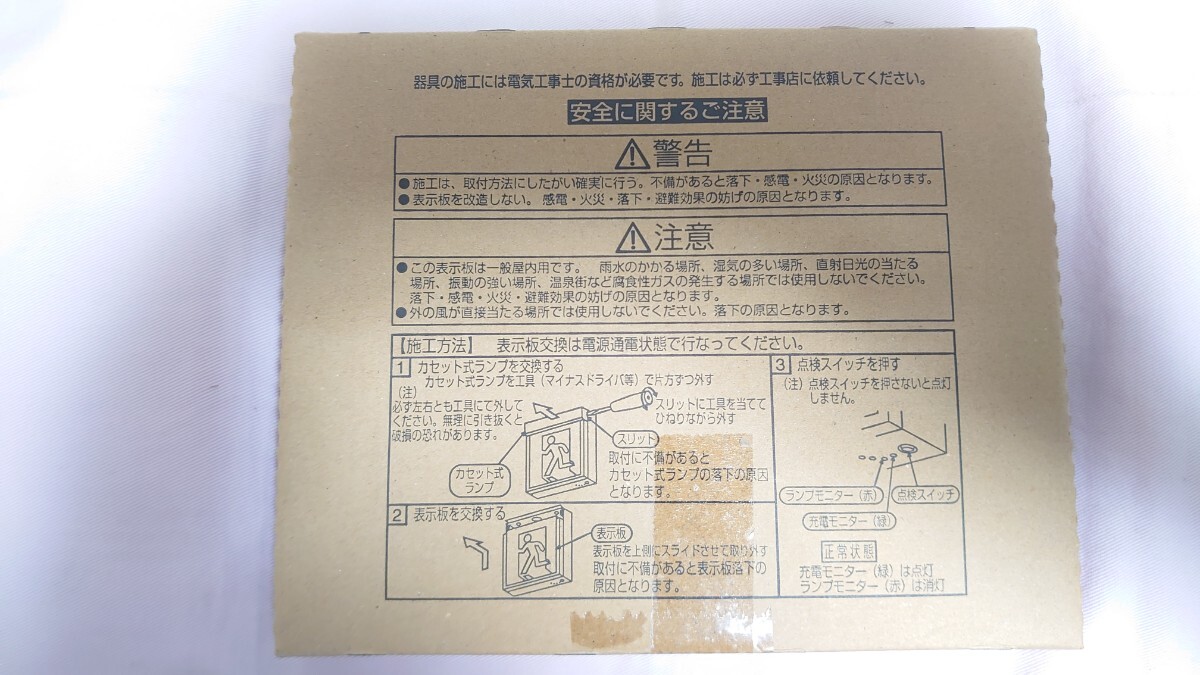 器具の施工には電気工事士の資格が必要です。施工は必ず工事店に依頼してください。
安全に関するご注意
⚠警告
●施工は、取付方法にしたがい確実に行う。不備があると落下・感電・火災の原因となります。
●表示板を改造しない。 感電・火災・落下・避難効果の妨げの原因となります。
⚠注意
●この表示板は一般屋内用です。 雨水のかかる場所、湿気の多い場所、直射日光の当たる
場所、振動の強い場所、温泉街など腐食性ガスの発生する場所では使用しないでください。
落下・感電・火災・避難効果の妨げの原因となります。
●外の風が直接当たる場所では使用しないでください。落下の原因となります。
【施工方法】 表示板交換は電源通電状態で行なってください。
1 カセット式ランプを交換する
カセット式ランプを工具（マイナスドライバ等）で片方ずつ外す
（注）
必ず左右とも工具にて外して
ください。無理に引き抜くと
破損の恐れがあります。
スリットに工具を当てて
ひねりながら外す
スリット
カセット式
ランプ
取付に不備があると
カセット式ランプの落下の原因
となります。
2 表示板を交換する
表示板
表示板を上側にスライドさせて取り外す
取付に不備があると表示板落下の
原因となります。
3 点検スイッチを押す
（注）点検スイッチを押さないと点灯
しません。
ランプモニター（赤）
点検スイッチ
充電モニター（緑）
正常状態
充電モニター（緑）は点灯
ランプモニター（赤）は消灯